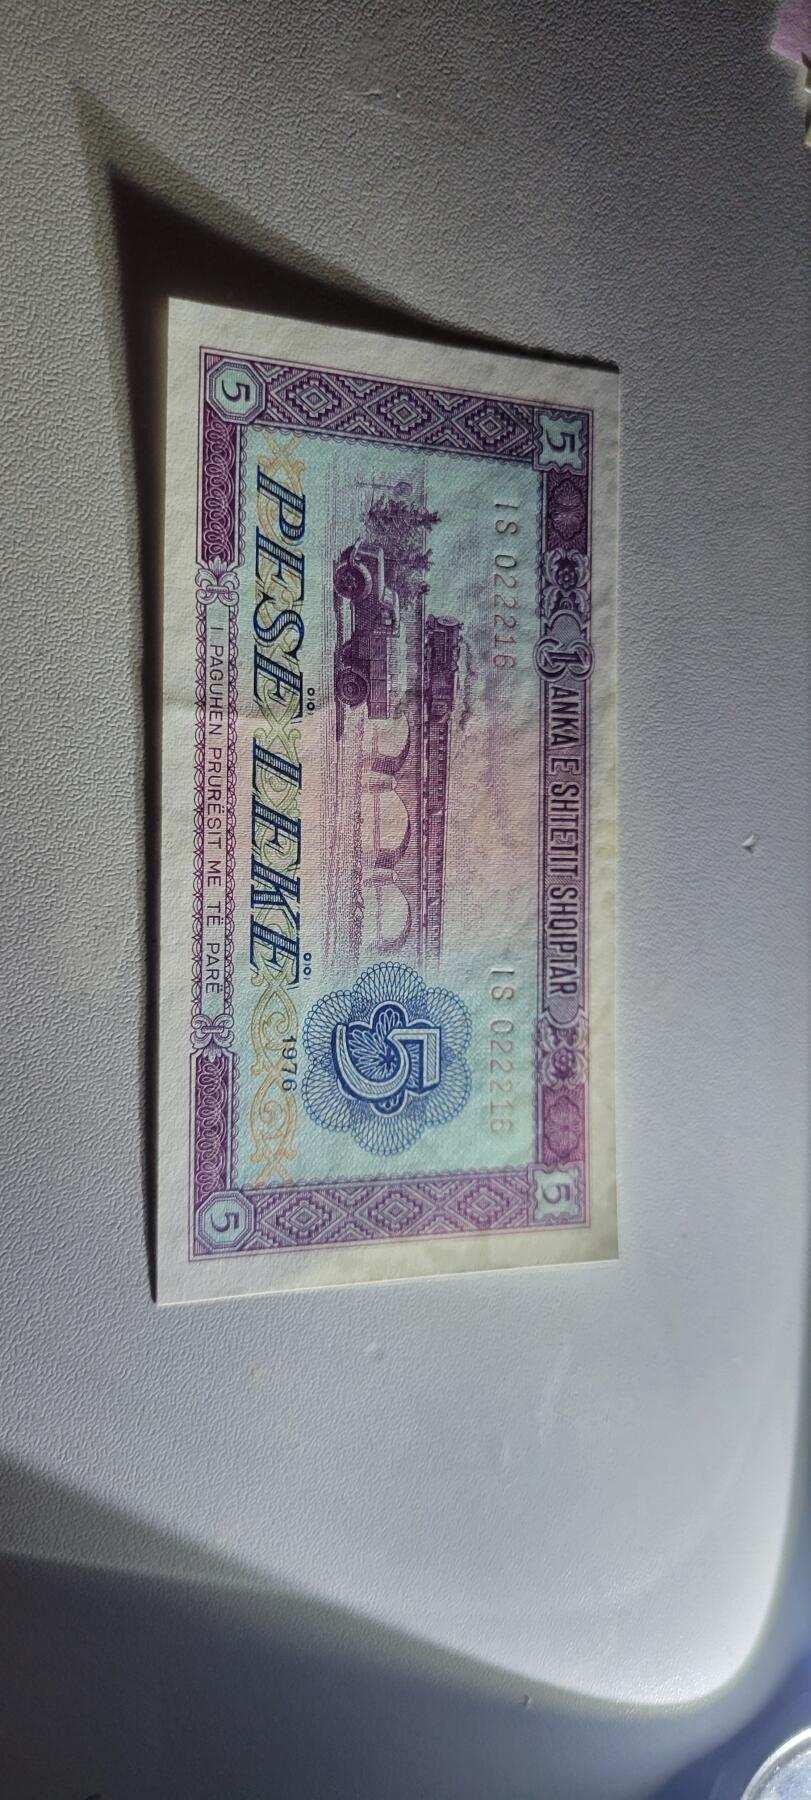 5 BANKA E SHTETIT SHQIPTAR 5
IS 022216 IS 022216
5
PESË LEKË 1976
5 I PAGUHEN PRURËSIT ME TË PARË 5